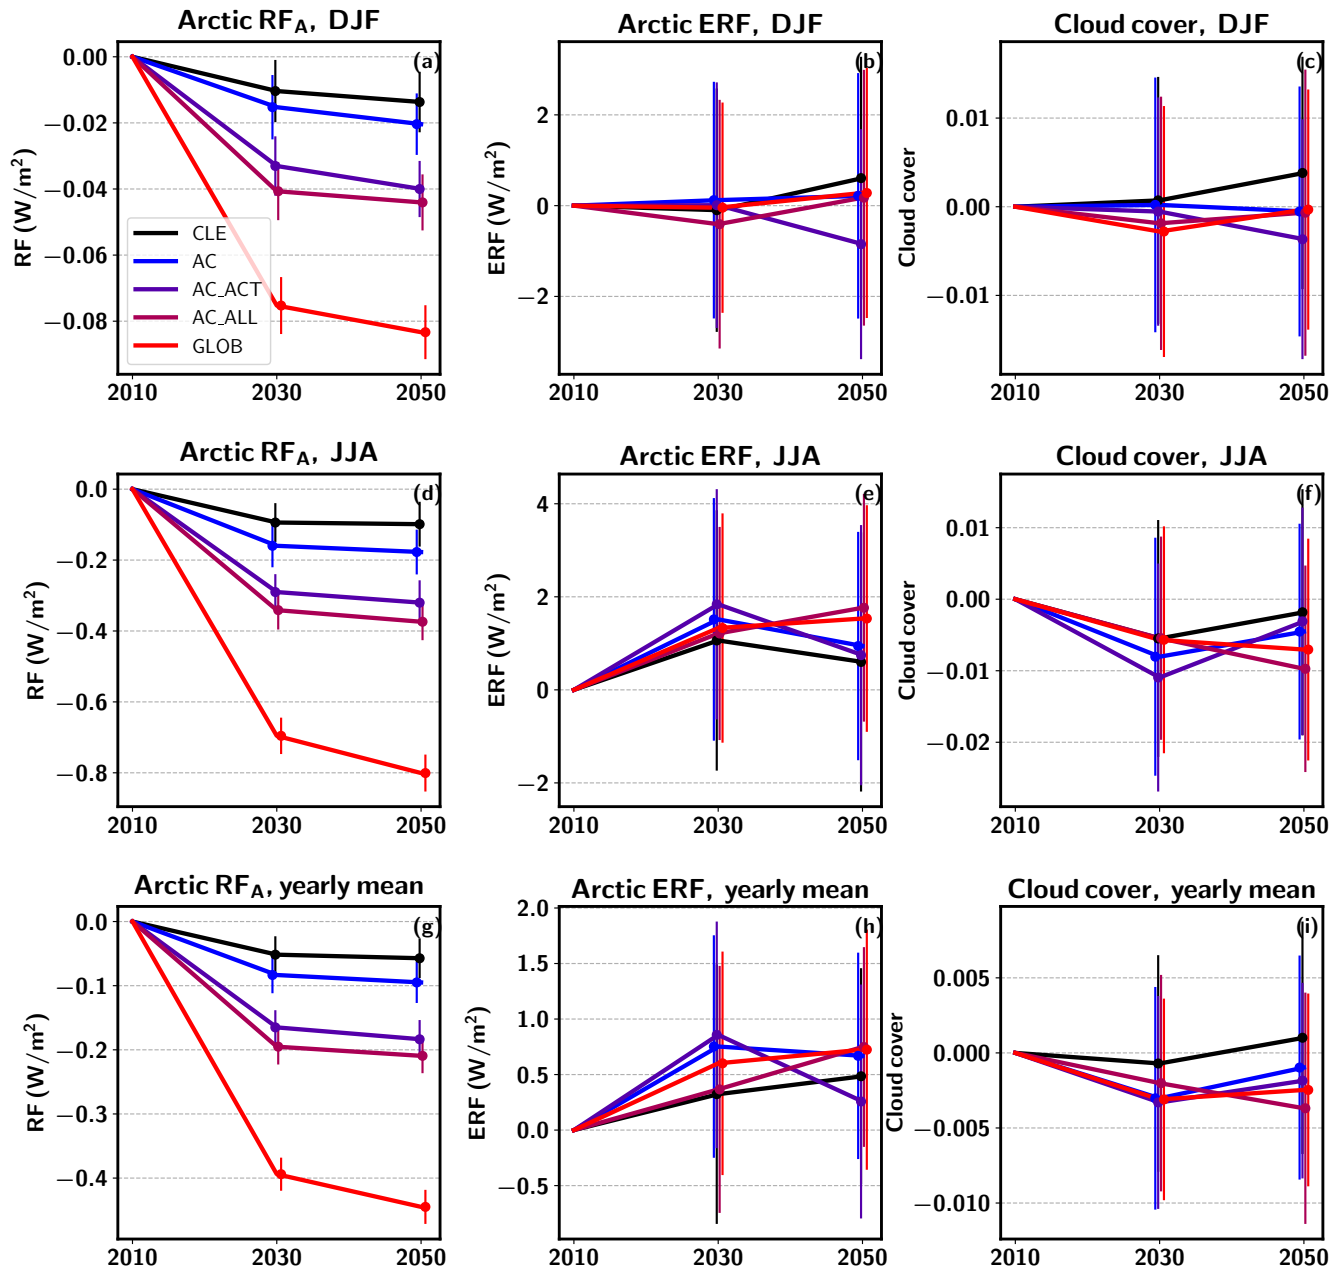 Arctic RF_A, DJF
(a)
0.00
−0.02
−0.04
−0.06
−0.08
RF (W/m²)
CLE
AC
AC_ACT
AC_ALL
GLOB
2010 2030 2050
Arctic ERF, DJF
(b)
2
0
−2
ERF (W/m²)
2010 2030 2050
Cloud cover, DJF
(c)
0.01
0.00
−0.01
Cloud cover
2010 2030 2050
Arctic RF_A, JJA
(d)
0.0
−0.2
−0.4
−0.6
−0.8
RF (W/m²)
2010 2030 2050
Arctic ERF, JJA
(e)
4
2
0
−2
ERF (W/m²)
2010 2030 2050
Cloud cover, JJA
(f)
0.01
0.00
−0.01
−0.02
Cloud cover
2010 2030 2050
Arctic RF_A, yearly mean
(g)
0.0
−0.1
−0.2
−0.3
−0.4
RF (W/m²)
2010 2030 2050
Arctic ERF, yearly mean
(h)
2.0
1.5
1.0
0.5
0.0
−0.5
ERF (W/m²)
2010 2030 2050
Cloud cover, yearly mean
(i)
0.005
0.000
−0.005
−0.010
Cloud cover
2010 2030 2050